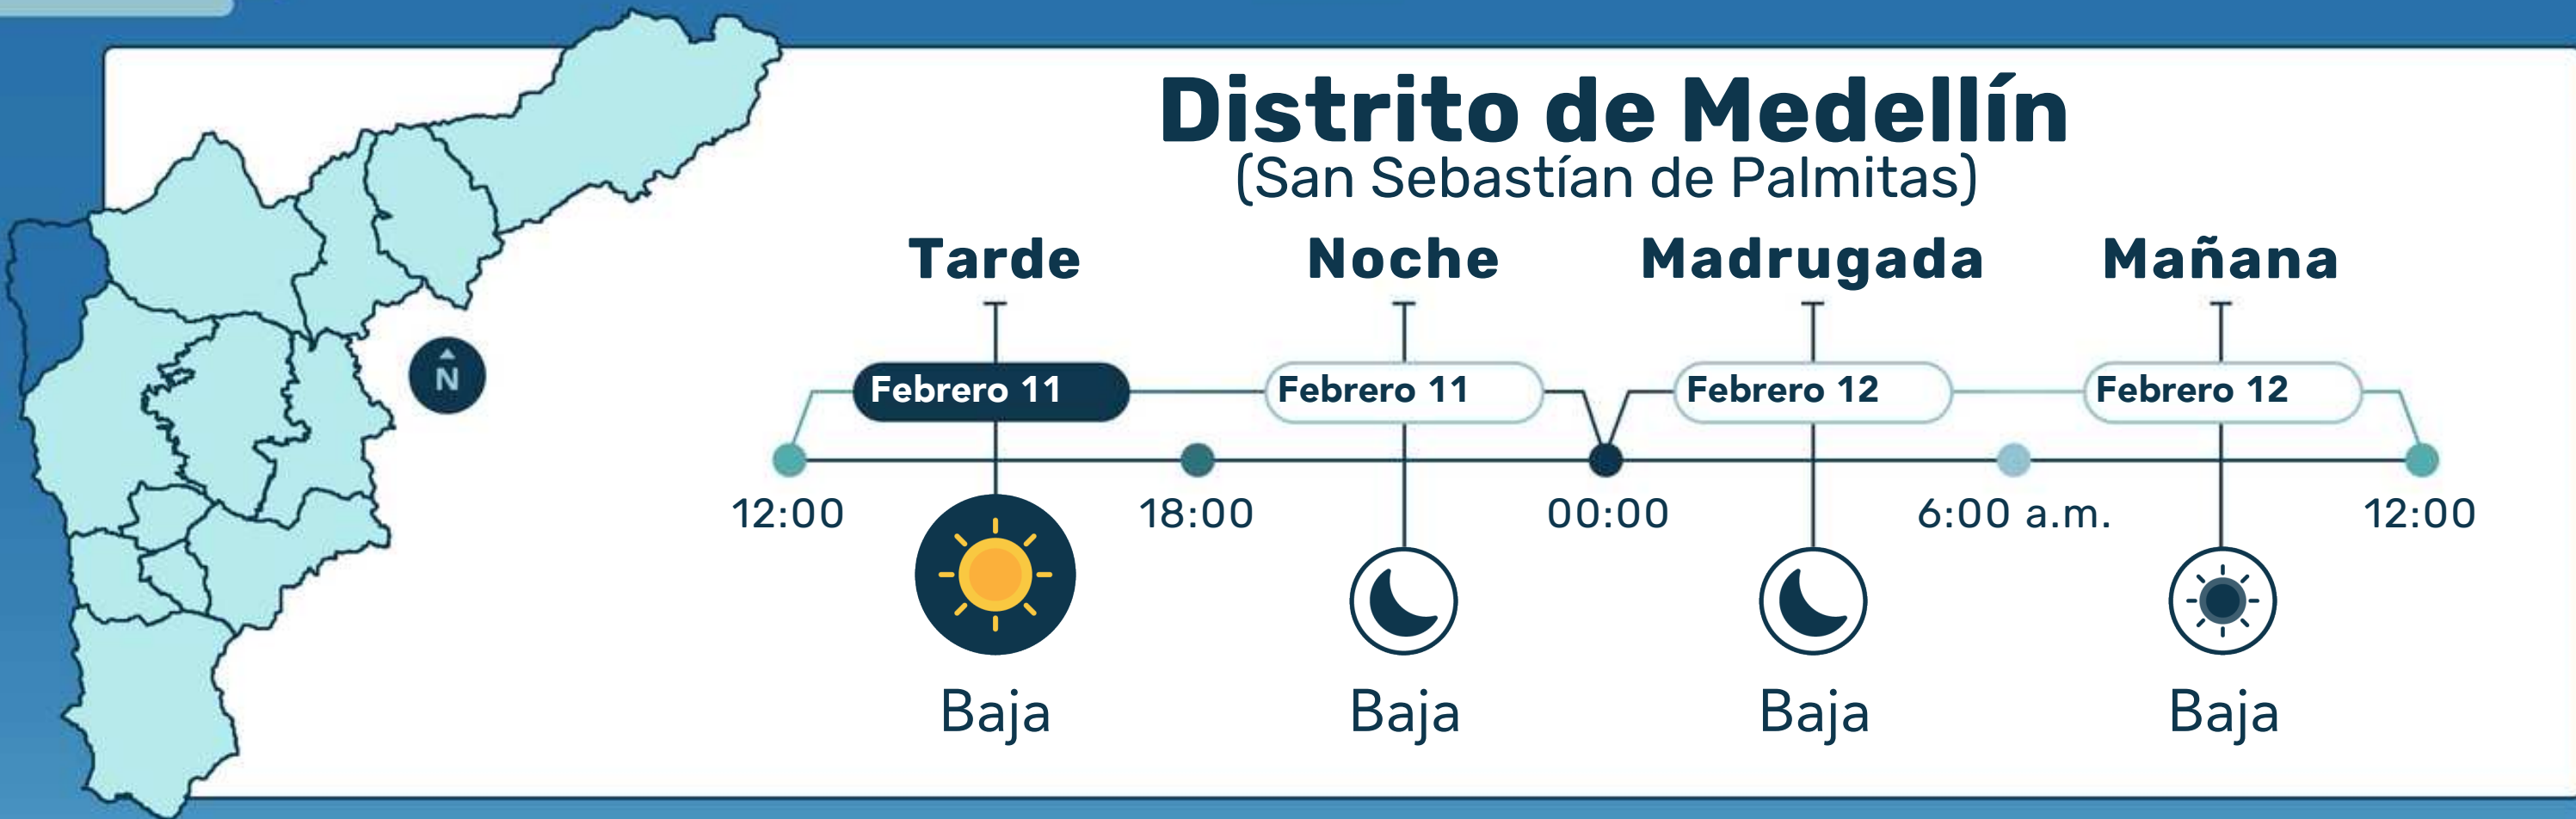 Distrito de Medellín
(San Sebastían de Palmitas)
Tarde Noche Madrugada Mañana
Febrero 11 Febrero 11 Febrero 12 Febrero 12
N
12:00 18:00 00:00 6:00 a.m. 12:00
Baja Baja Baja Baja